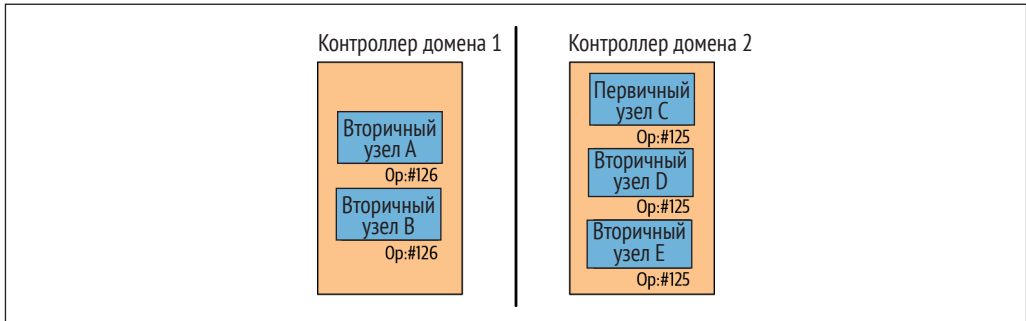 Контроллер домена 1
Вторичный
узел A
Op:#126
Вторичный
узел B
Op:#126
Контроллер домена 2
Первичный
узел C
Op:#125
Вторичный
узел D
Op:#125
Вторичный
узел E
Op:#125